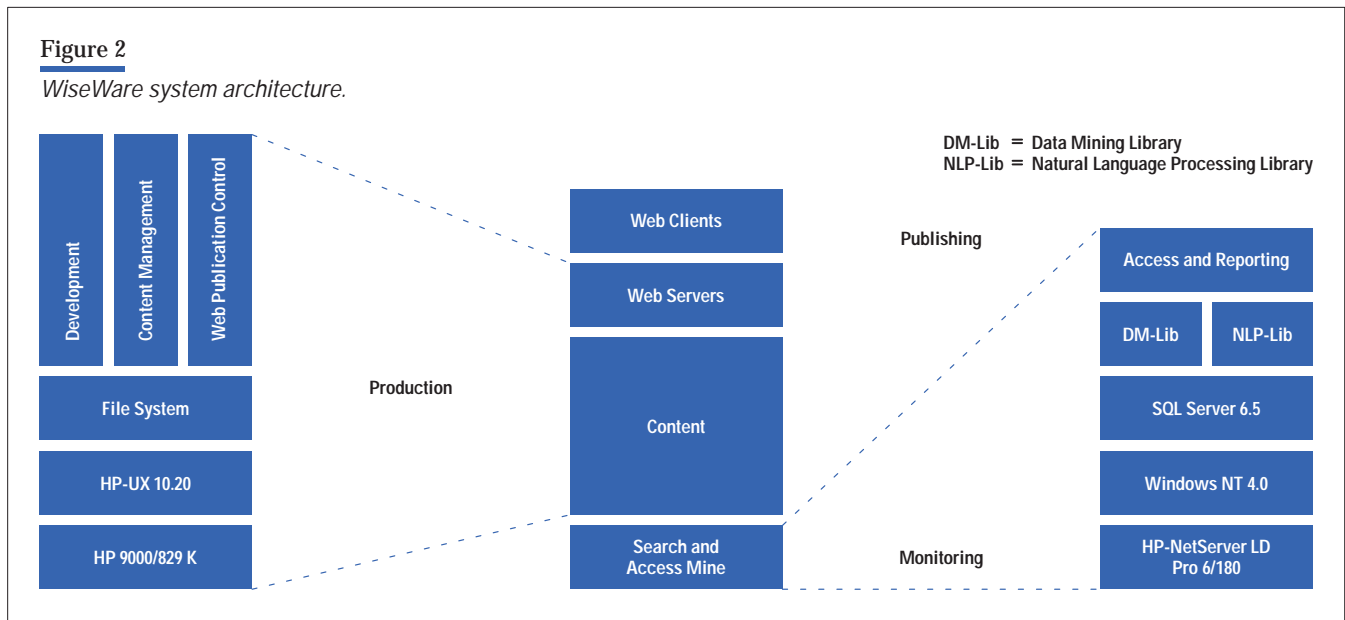 Figure 2
WiseWare system architecture.
DM-Lib = Data Mining Library
NLP-Lib = Natural Language Processing Library
Development
Content Management
Web Publication Control
File System
HP-UX 10.20
HP 9000/829 K
Production
Web Clients
Web Servers
Content
Search and
Access Mine
Publishing
Monitoring
Access and Reporting
DM-Lib
NLP-Lib
SQL Server 6.5
Windows NT 4.0
HP-NetServer LD
Pro 6/180